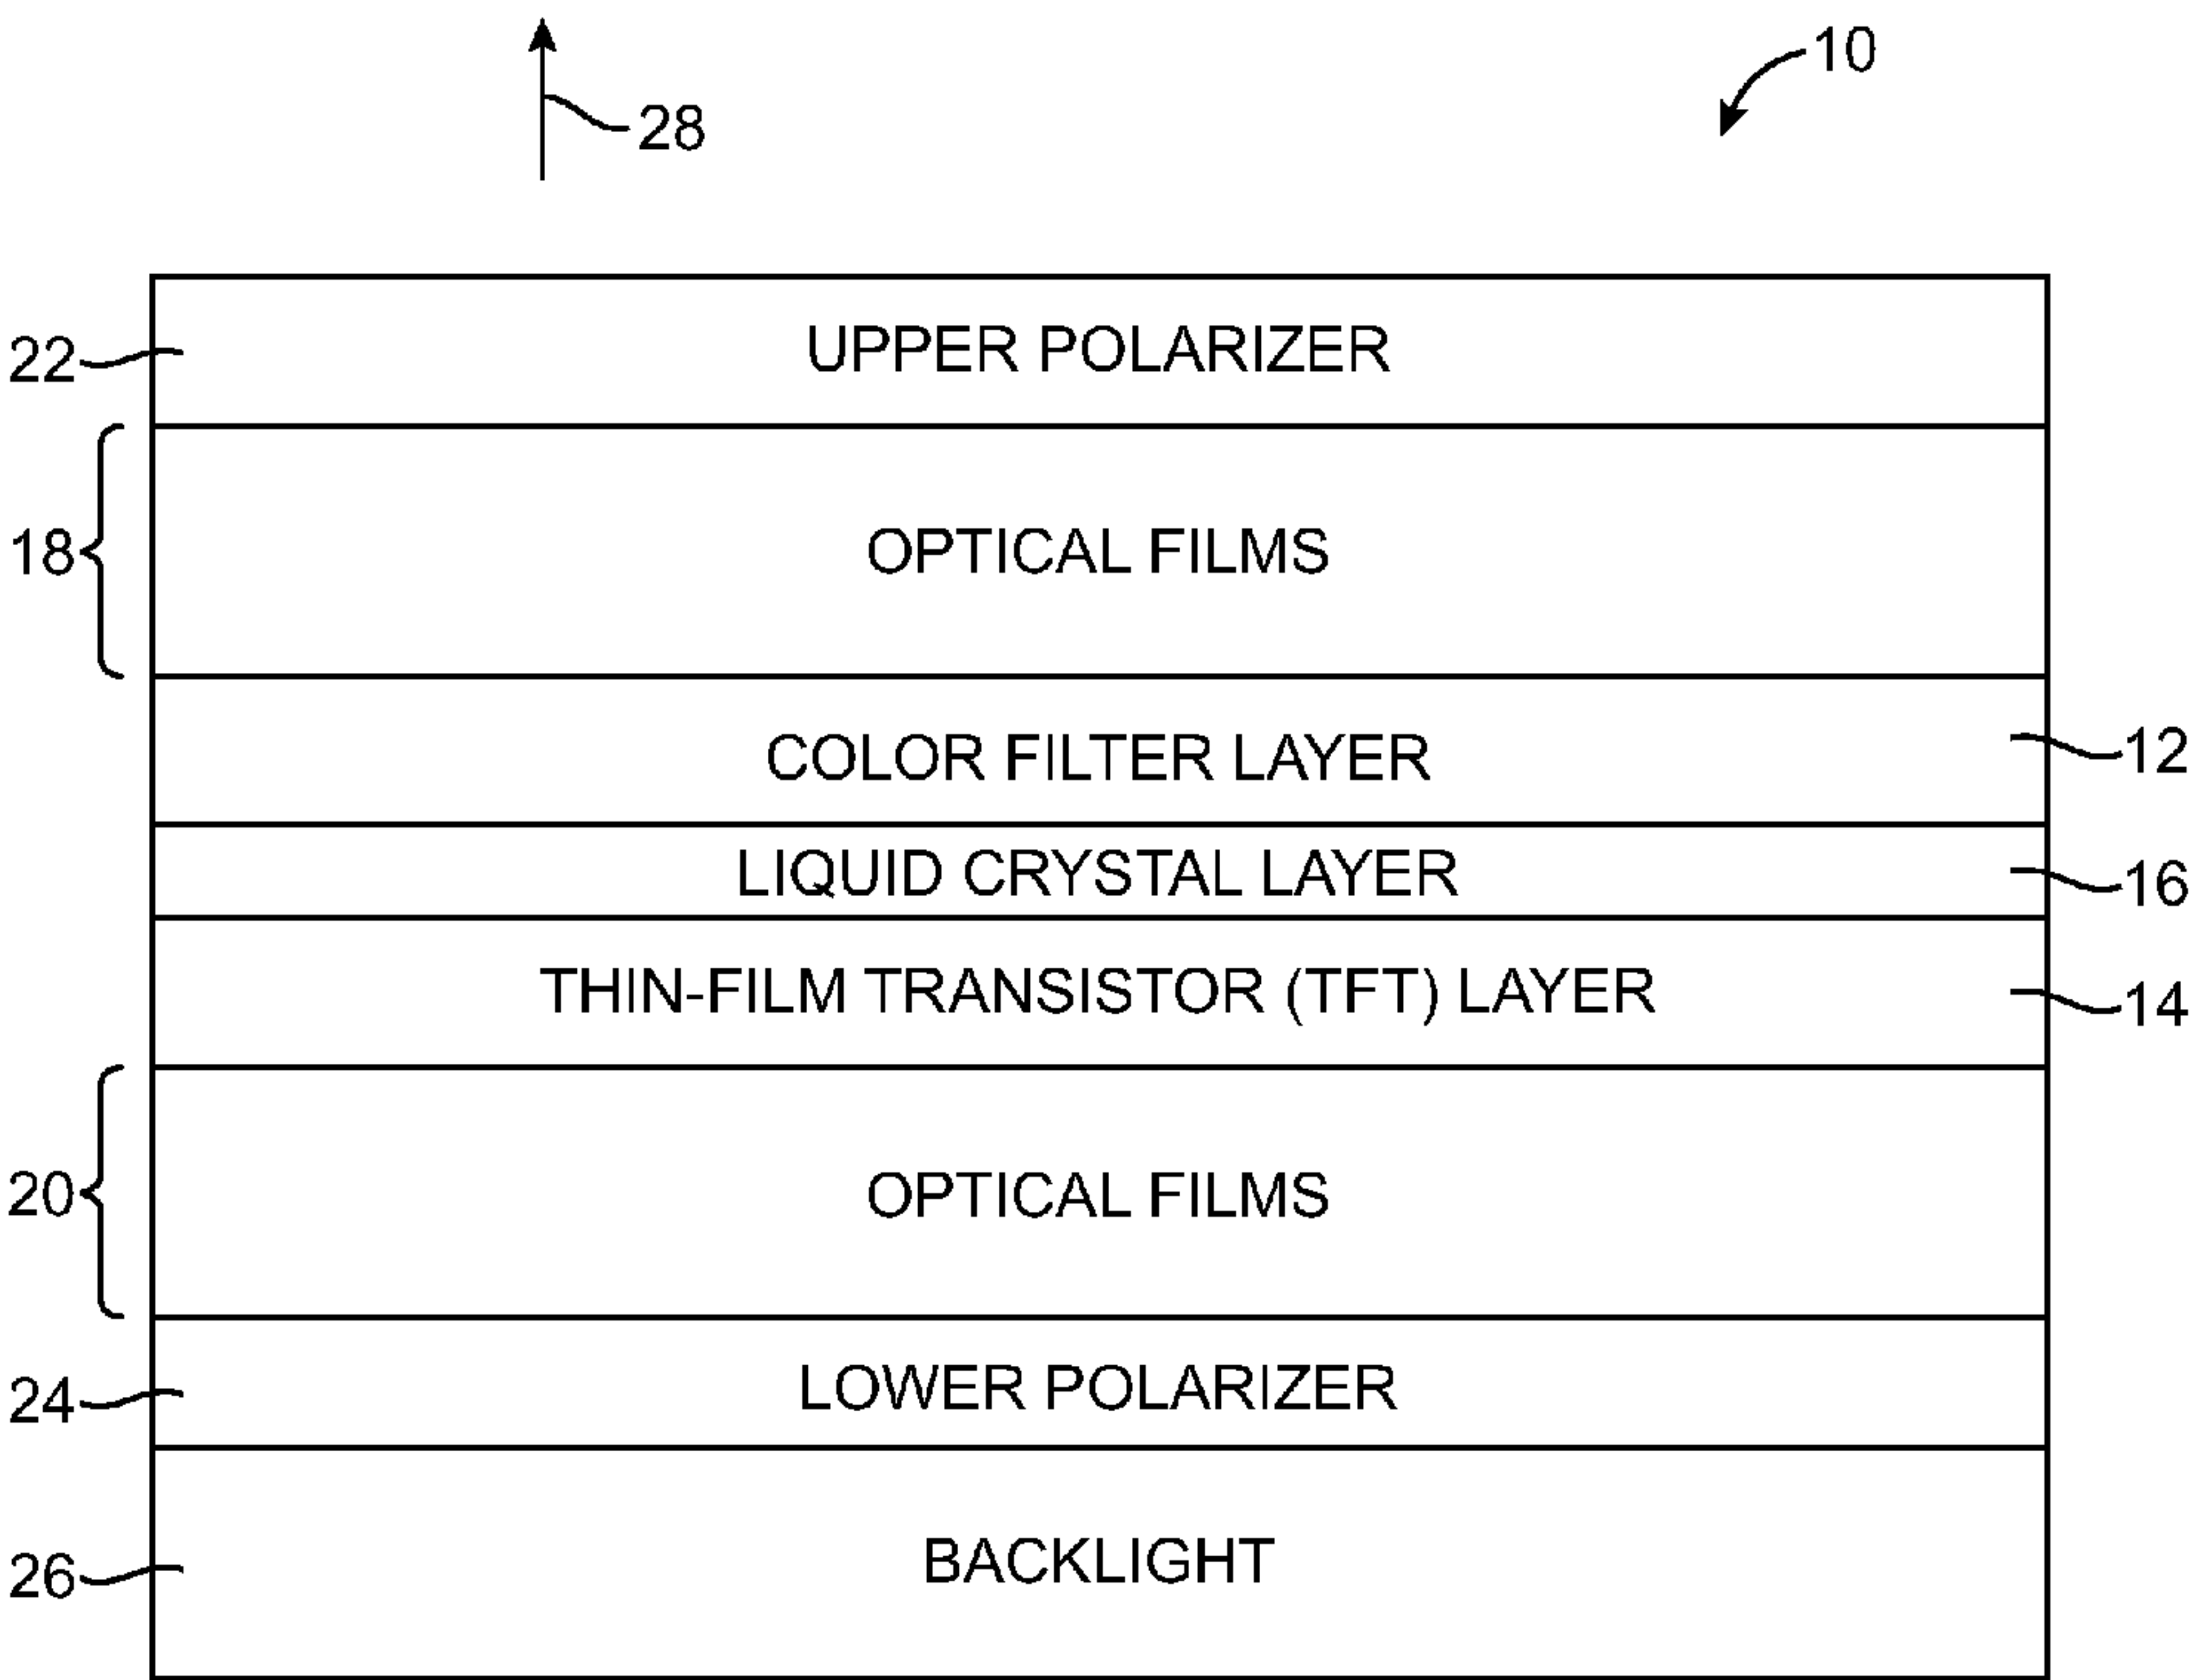 10
28
22
UPPER POLARIZER
18
OPTICAL FILMS
COLOR FILTER LAYER
12
LIQUID CRYSTAL LAYER
16
THIN-FILM TRANSISTOR (TFT) LAYER
14
20
OPTICAL FILMS
24
LOWER POLARIZER
26
BACKLIGHT